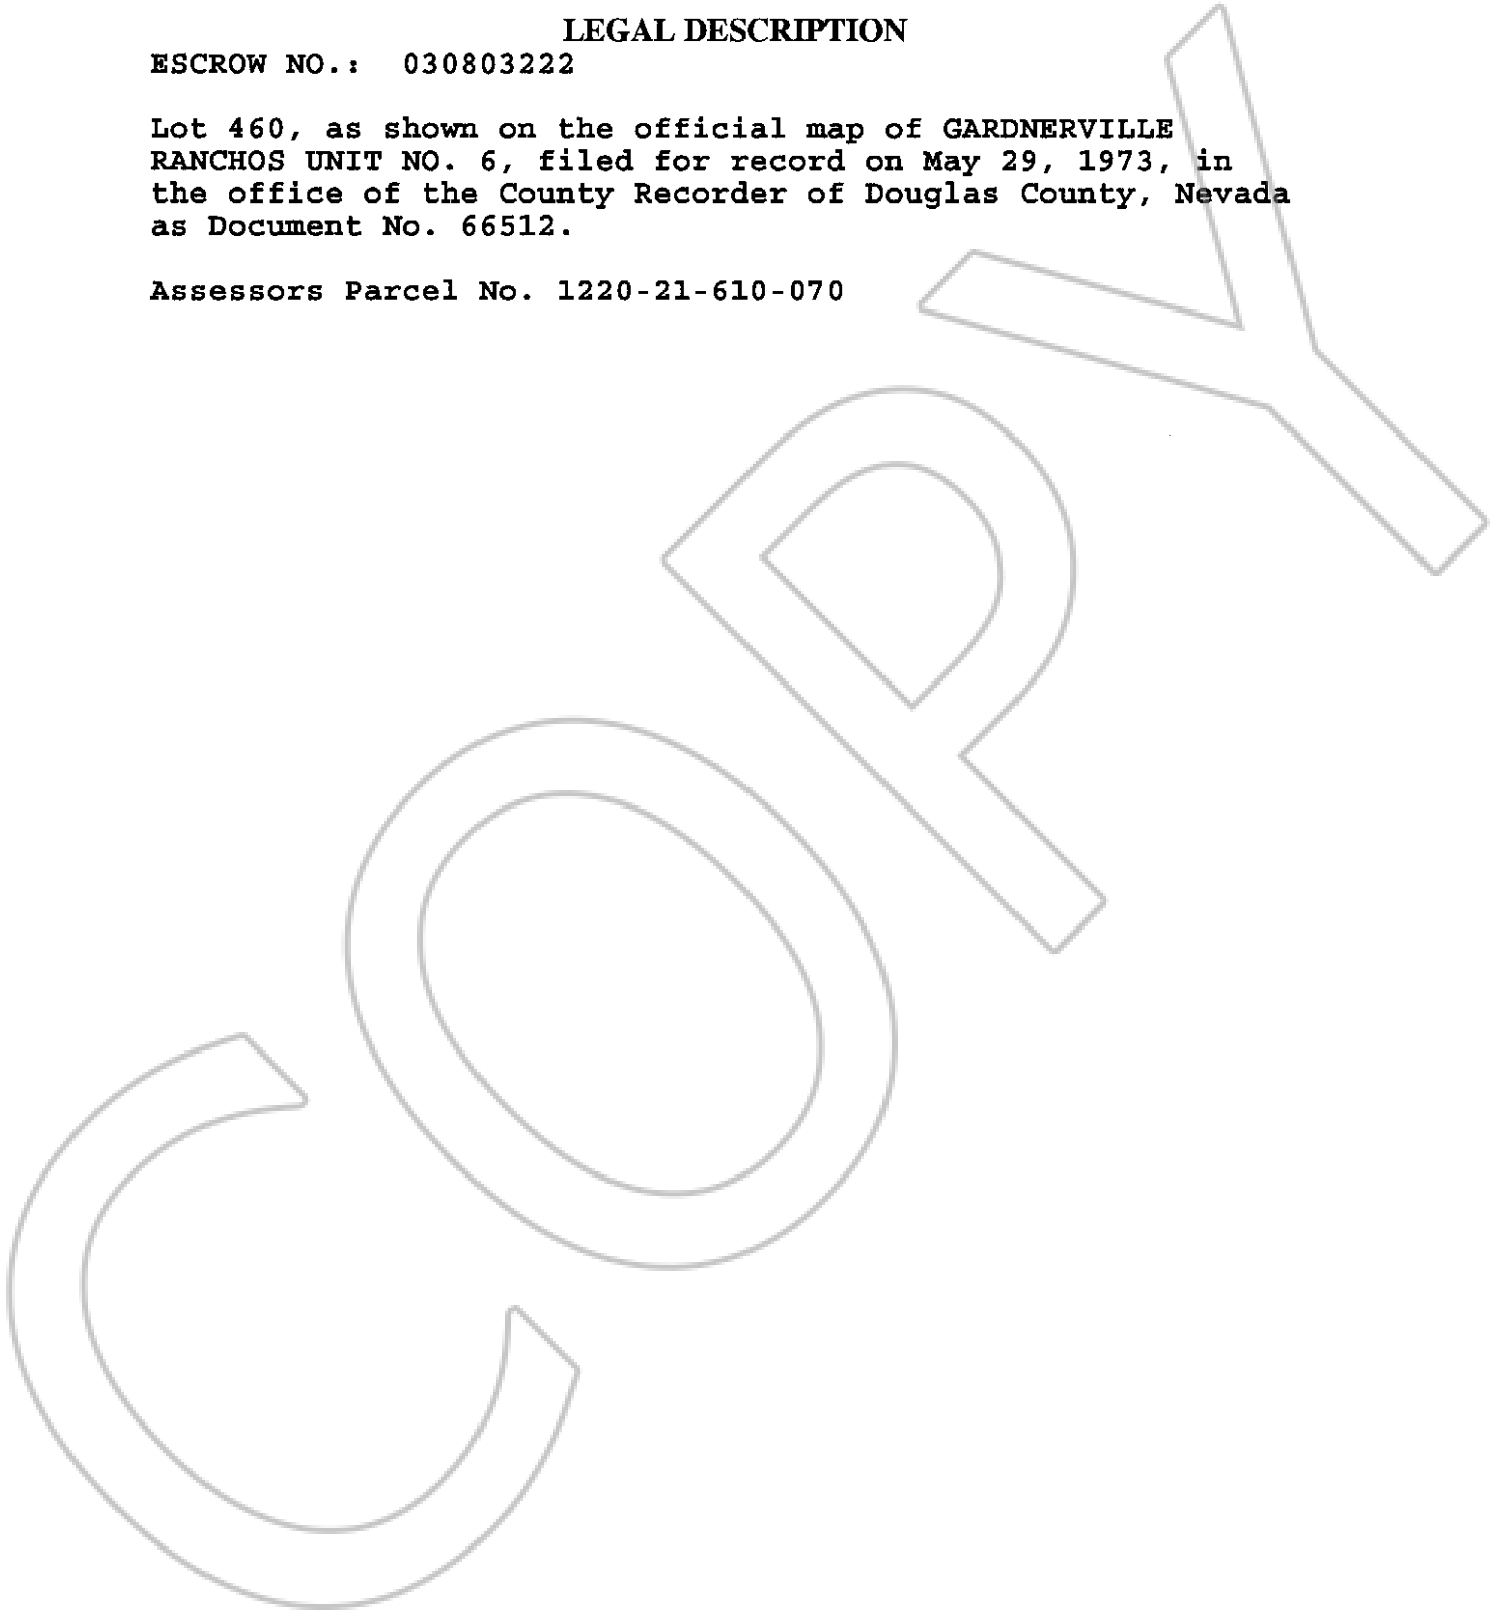 LEGAL DESCRIPTION
ESCROW NO.: 030803222
Lot 460, as shown on the official map of GARDNERVILLE
RANCHOS UNIT NO. 6, filed for record on May 29, 1973, in
the office of the County Recorder of Douglas County, Nevada
as Document No. 66512.
Assessors Parcel No. 1220-21-610-070
COPY